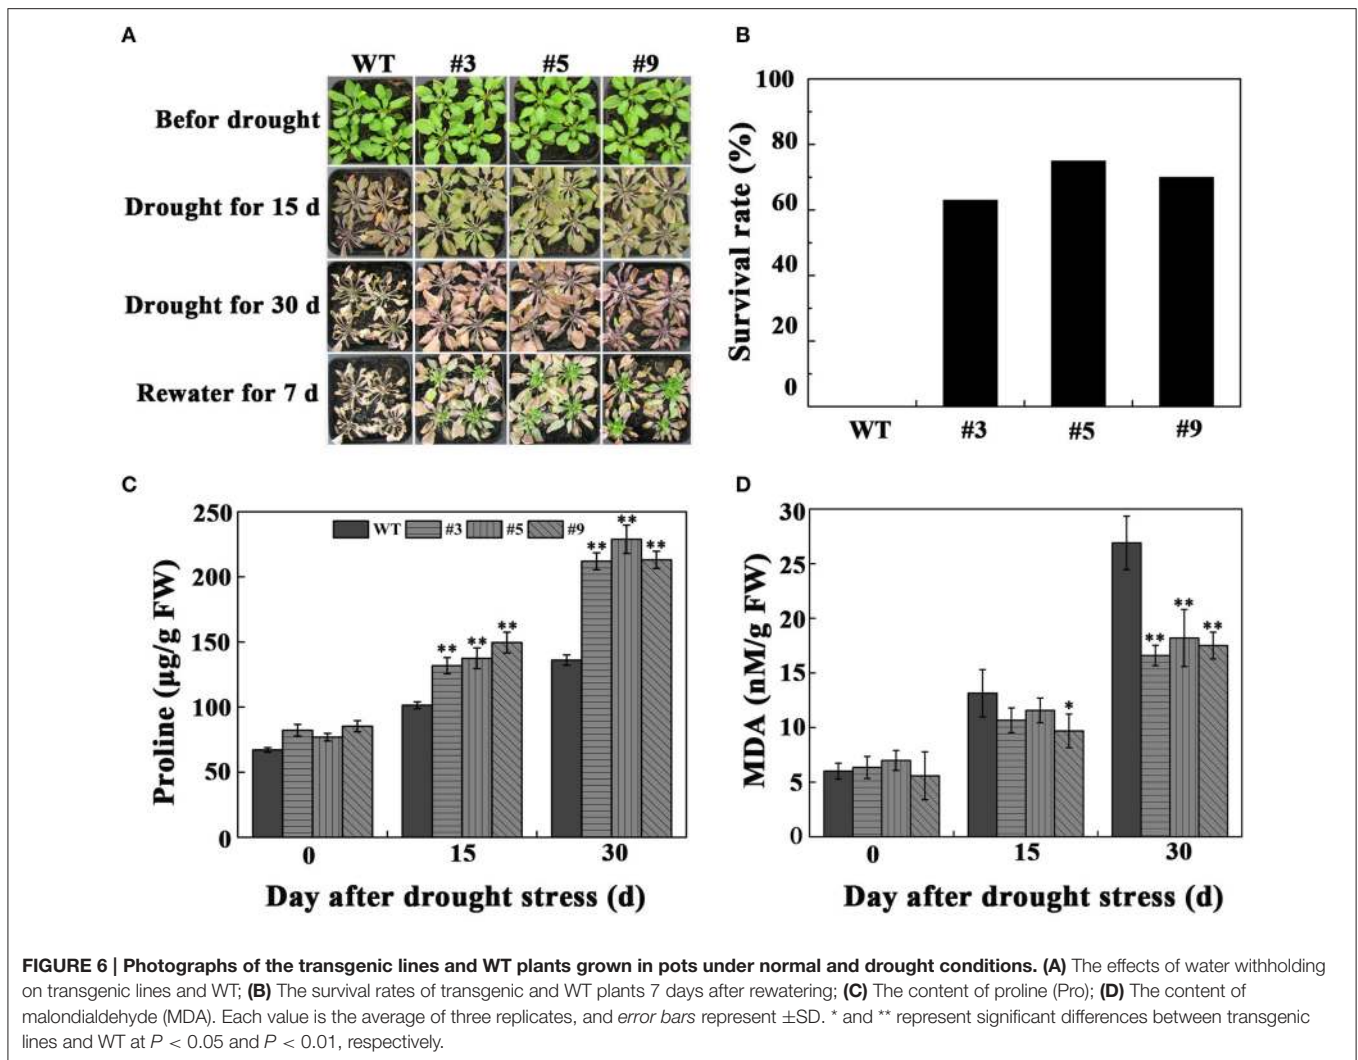 A
WT #3 #5 #9
Befor drought
Drought for 15 d
Drought for 30 d
Rewater for 7 d
B
Survival rate (%)
100
80
60
40
20
0
WT #3 #5 #9
C
Proline (µg/g FW)
250
200
150
100
50
0
WT #3 #5 #9
** ** **
** ** **
0 15 30
Day after drought stress (d)
D
MDA (nM/g FW)
30
25
20
15
10
5
0
*
** ** **
0 15 30
Day after drought stress (d)
FIGURE 6 | Photographs of the transgenic lines and WT plants grown in pots under normal and drought conditions. (A) The effects of water withholding
on transgenic lines and WT; (B) The survival rates of transgenic and WT plants 7 days after rewatering; (C) The content of proline (Pro); (D) The content of
malondialdehyde (MDA). Each value is the average of three replicates, and error bars represent ±SD. * and ** represent significant differences between transgenic
lines and WT at P < 0.05 and P < 0.01, respectively.